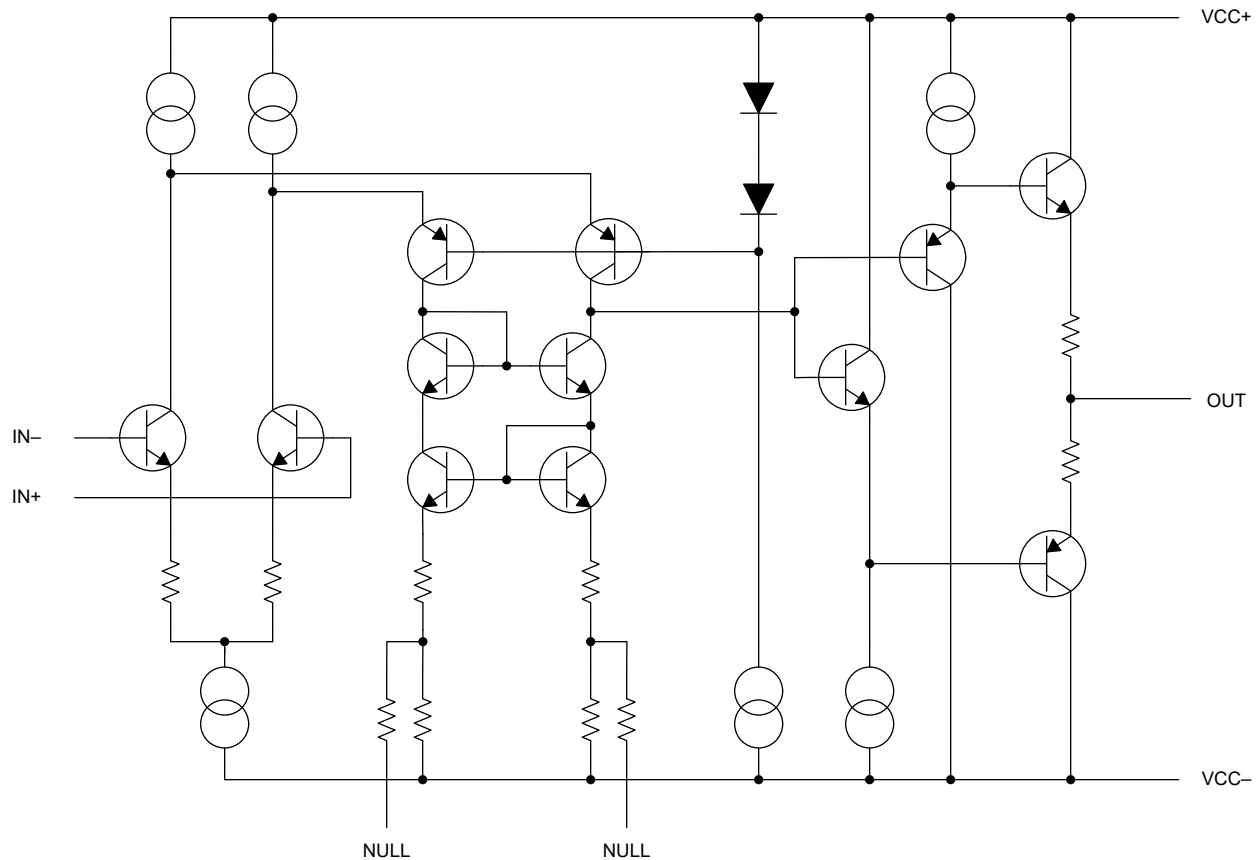 VCC+
OUT
IN–
IN+
VCC–
NULL
NULL